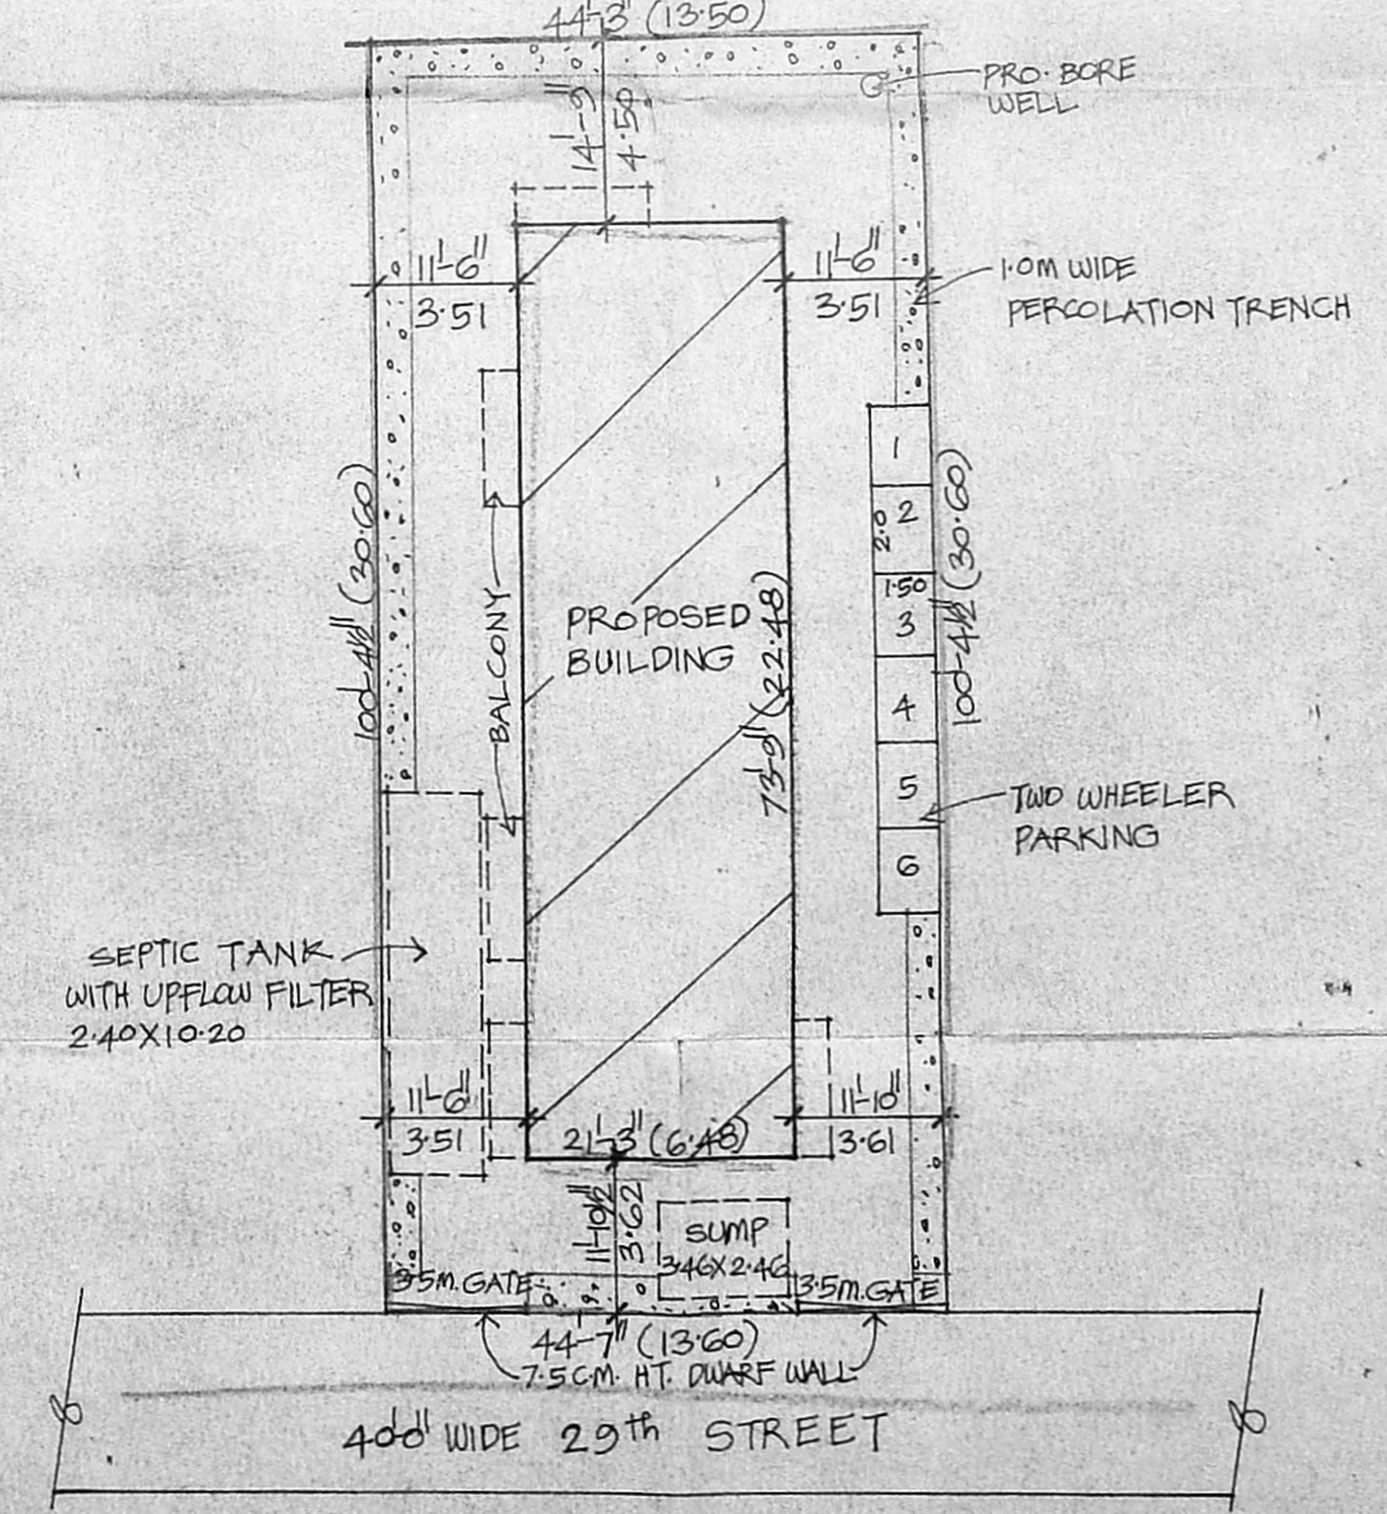 44'-3" (13.50)
PRO. BORE
WELL
14'-9"
4.50
11'-6"
3.51
11'-6"
3.51
1.0M WIDE
PERCOLATION TRENCH
1
2
2.0
1.50
3
4
5
6
100'-4½" (30.60)
100'-4½" (30.60)
BALCONY
PROPOSED
BUILDING
73'-9" (22.48)
TWO WHEELER
PARKING
SEPTIC TANK
WITH UPFLOW FILTER
2.40X10.20
11'-6"
3.51
21'-3" (6.48)
11'-10"
3.61
11'-10½"
3.62
SUMP
3.46X2.46
3.5M.GATE
3.5M.GATE
44'-7" (13.60)
7.5CM. HT. DWARF WALL
40'0" WIDE 29th STREET